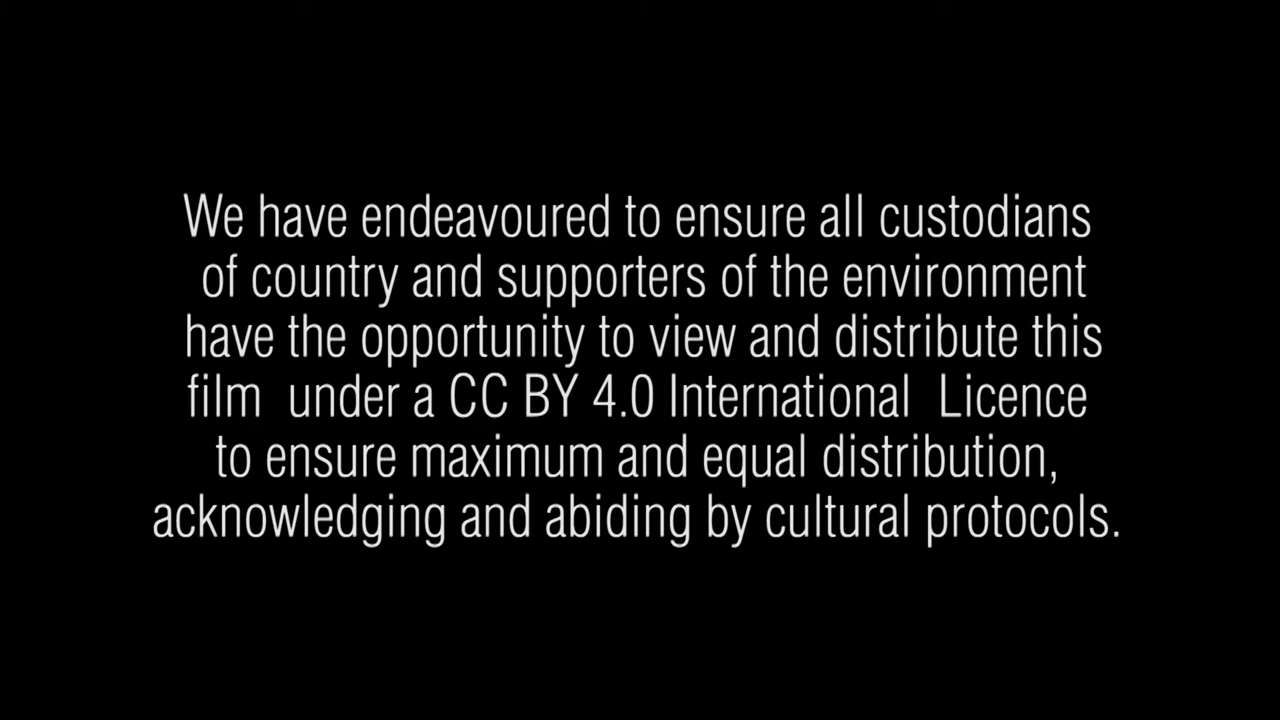 We have endeavoured to ensure all custodians
of country and supporters of the environment
have the opportunity to view and distribute this
film under a CC BY 4.0 International Licence
to ensure maximum and equal distribution,
acknowledging and abiding by cultural protocols.